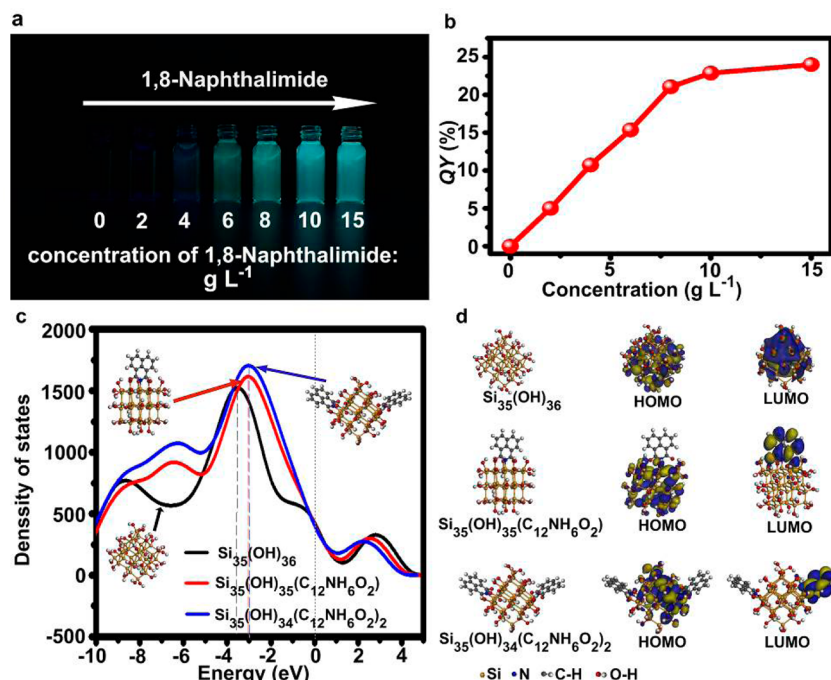 a
1,8-Naphthalimide
0 2 4 6 8 10 15
concentration of 1,8-Naphthalimide:
g L-1
b
25
20
15
10
5
0
QY (%)
0 5 10 15
Concentration (g L-1)
c
2000
1500
1000
500
0
-500
Denssity of states
Si35(OH)36
Si35(OH)35(C12NH6O2)
Si35(OH)34(C12NH6O2)2
-10 -8 -6 -4 -2 0 2 4
Energy (eV)
d
Si35(OH)36 HOMO LUMO
Si35(OH)35(C12NH6O2) HOMO LUMO
Si35(OH)34(C12NH6O2)2 HOMO LUMO
Si N C-H O-H